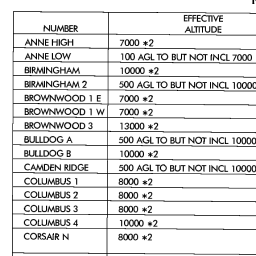 EFFECTIVE
NUMBER ALTITUDE
ANNE HIGH 7000 *2
ANNE LOW 100 AGL TO BUT NOT INCL 7000
BIRMINGHAM 10000 *2
BIRMINGHAM 2 500 AGL TO BUT NOT INCL 10000
BROWNWOOD 1 E 7000 *2
BROWNWOOD 1 W 7000 *2
BROWNWOOD 3 13000 *2
BULLDOG A 500 AGL TO BUT NOT INCL 10000
BULLDOG B 10000 *2
CAMDEN RIDGE 500 AGL TO BUT NOT INCL 10000
COLUMBUS 1 8000 *2
COLUMBUS 2 8000 *2
COLUMBUS 3 8000 *2
COLUMBUS 4 10000 *2
CORSAIR N 8000 *2